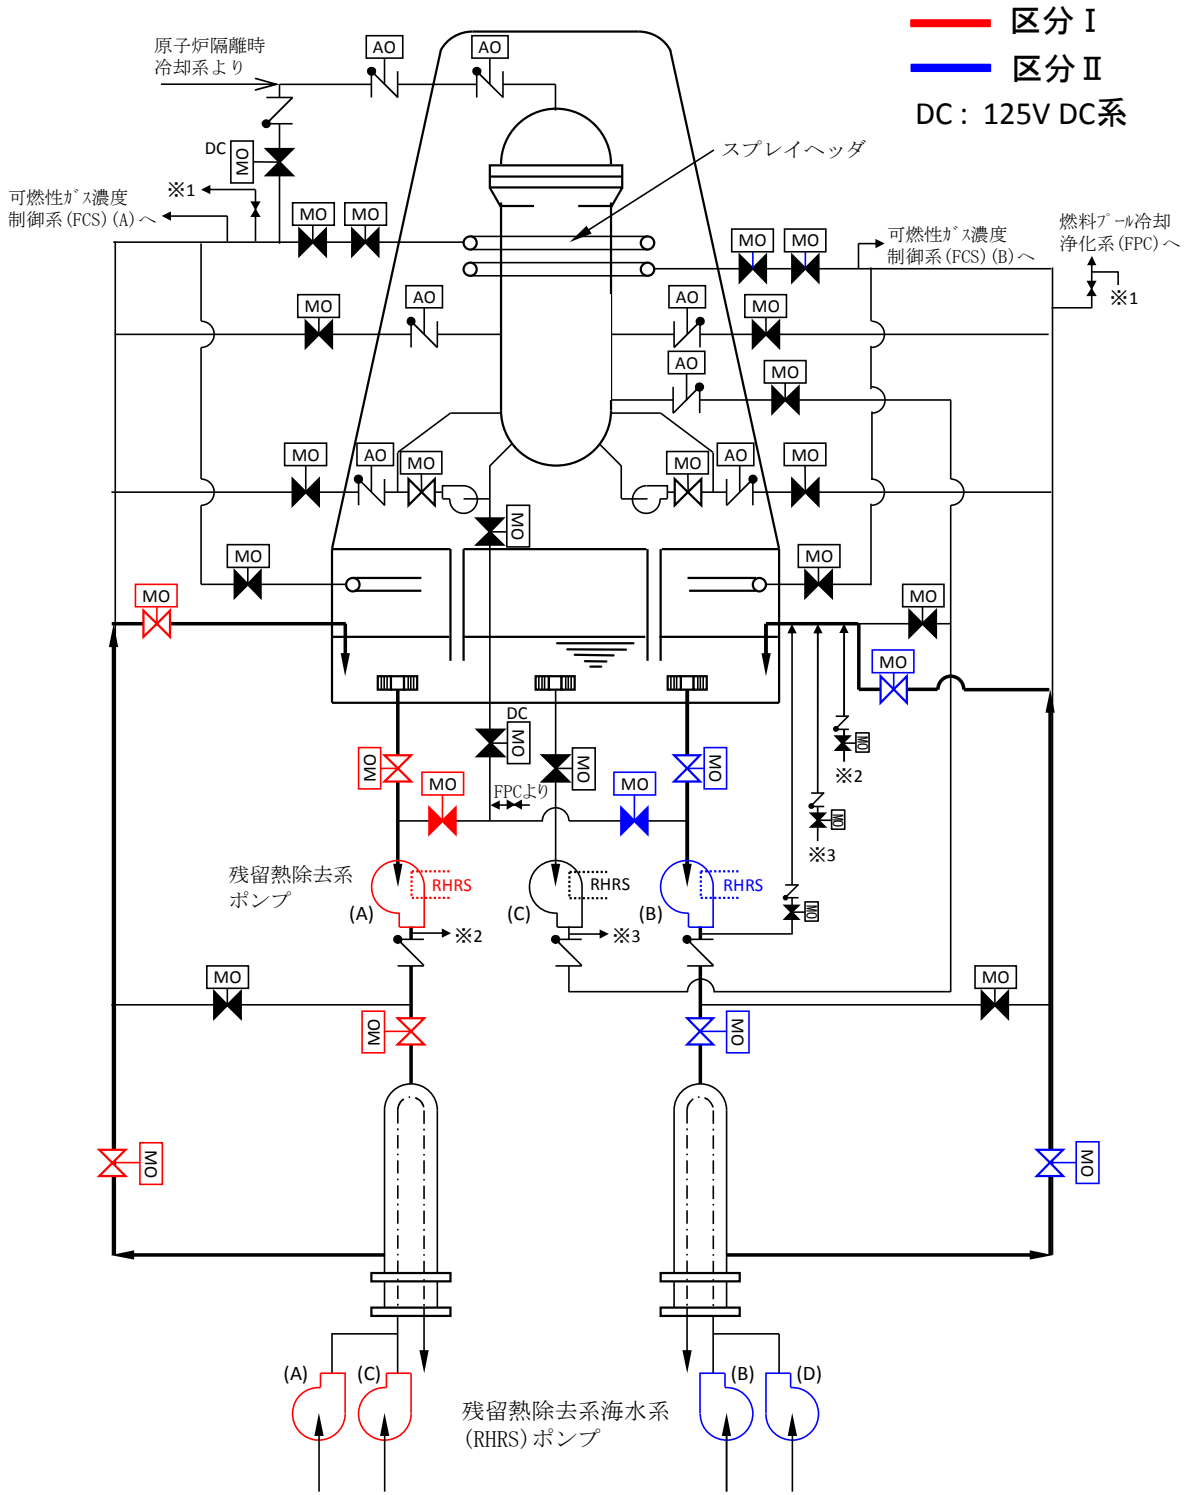 区分Ⅰ
区分Ⅱ
DC： 125V DC系
原子炉隔離時
冷却系より
AO
AO
DC
MO
スプレイヘッダ
可燃性ガス濃度
制御系(FCS)(A)へ
※1
MO
MO
MO
MO
可燃性ガス濃度
制御系(FCS)(B)へ
燃料プール冷却
浄化系(FPC)へ
※1
MO
AO
AO
MO
AO
MO
MO
AO
MO
MO
AO
MO
MO
MO
MO
MO
MO
MO
DC
MO
MO
MO
MO
MO
※2
MO
FPCより
MO
MO
※3
残留熱除去系
ポンプ
(A)
RHRS
(C)
RHRS
(B)
RHRS
MO
※2
※3
MO
MO
MO
MO
MO
MO
(A)
(C)
(B)
(D)
残留熱除去系海水系
(RHRS)ポンプ